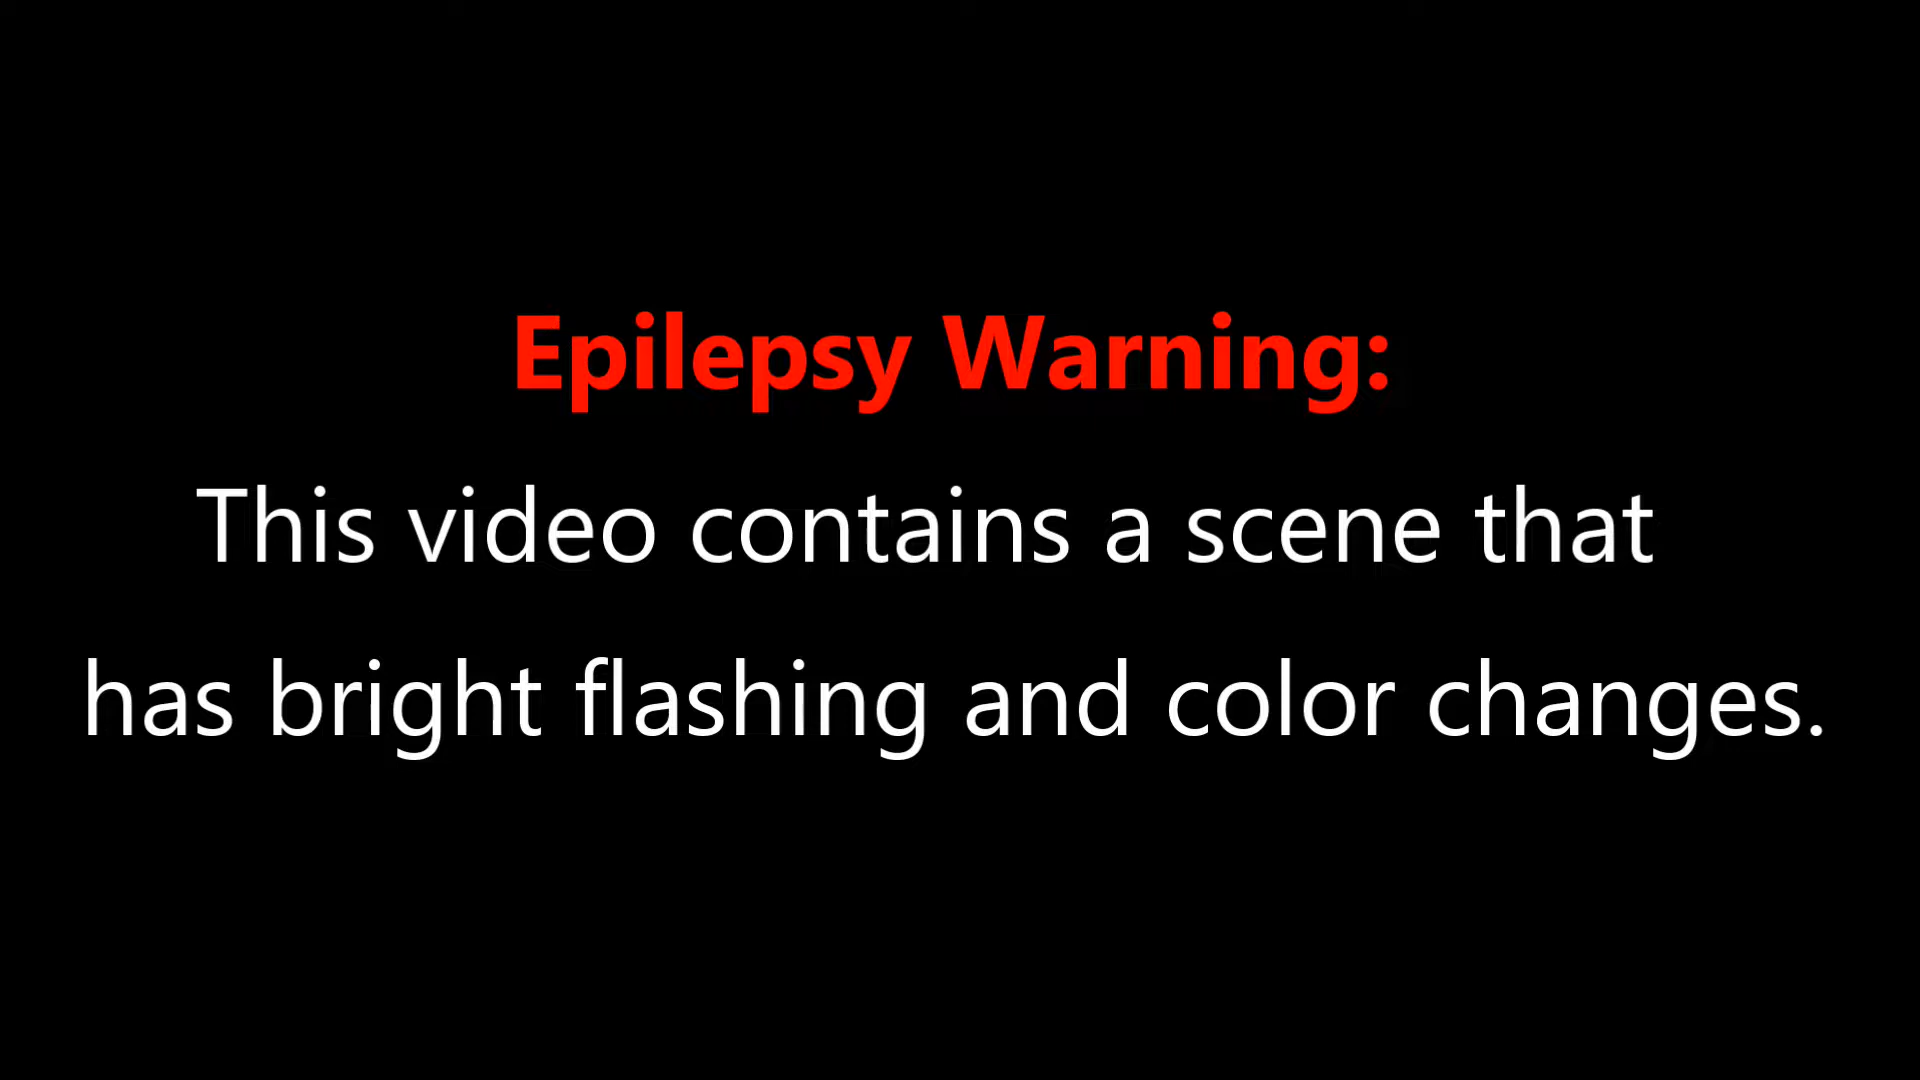 Epilepsy Warning:
This video contains a scene that
has bright flashing and color changes.